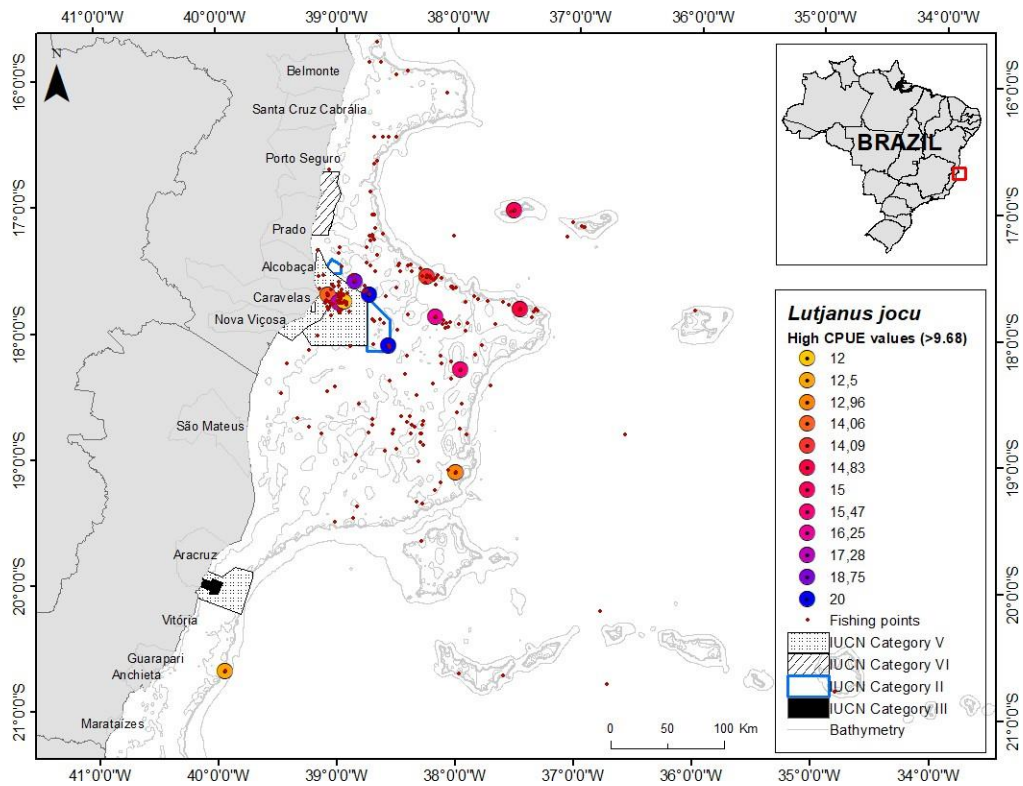 41°0'0"W 40°0'0"W 39°0'0"W 38°0'0"W 37°0'0"W 36°0'0"W 35°0'0"W 34°0'0"W
N
16°0'0"S
17°0'0"S
18°0'0"S
19°0'0"S
20°0'0"S
21°0'0"S
Belmonte
Santa Cruz Cabrália
Porto Seguro
Prado
Alcobaça
Caravelas
Nova Viçosa
São Mateus
Aracruz
Vitória
Guarapari
Anchieta
Marataizes
BRAZIL
16°0'0"S
17°0'0"S
18°0'0"S
19°0'0"S
20°0'0"S
21°0'0"S
Lutjanus jocu
High CPUE values (>9.68)
12
12,5
12,96
14,06
14,09
14,83
15
15,47
16,25
17,28
18,75
20
Fishing points
IUCN Category V
IUCN Category VI
IUCN Category II
IUCN Category III
Bathymetry
0 50 100 Km
41°0'0"W 40°0'0"W 39°0'0"W 38°0'0"W 37°0'0"W 36°0'0"W 35°0'0"W 34°0'0"W